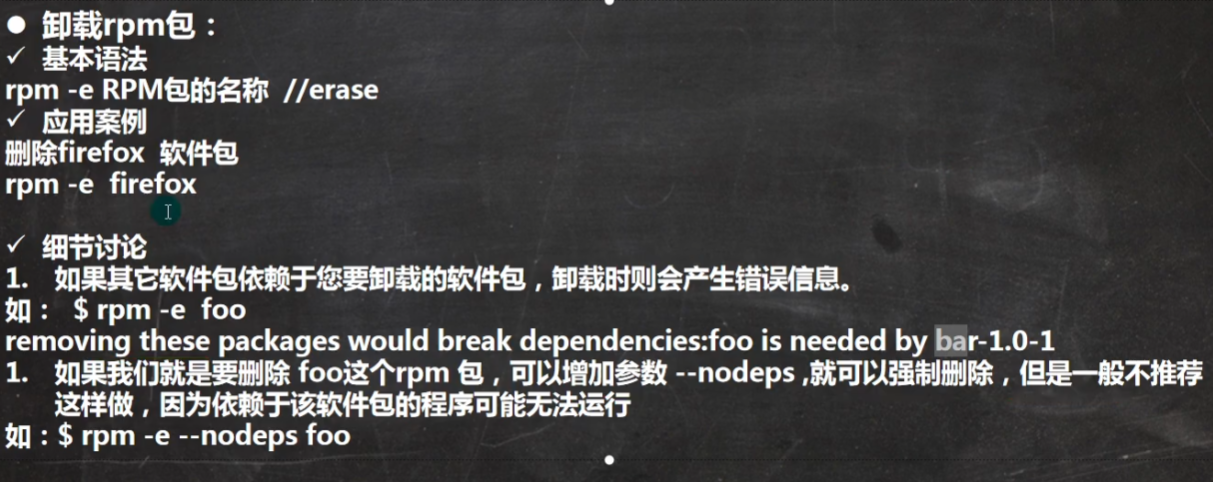 ● 卸载rpm包：
✓ 基本语法
rpm -e RPM包的名称 //erase
✓ 应用案例
删除firefox 软件包
rpm -e firefox
✓ 细节讨论
1. 如果其它软件包依赖于您要卸载的软件包，卸载时则会产生错误信息。
如： $ rpm -e foo
removing these packages would break dependencies:foo is needed by bar-1.0-1
1. 如果我们就是要删除 foo这个rpm 包，可以增加参数 --nodeps ,就可以强制删除，但是一般不推荐
这样做，因为依赖于该软件包的程序可能无法运行
如：$ rpm -e --nodeps foo